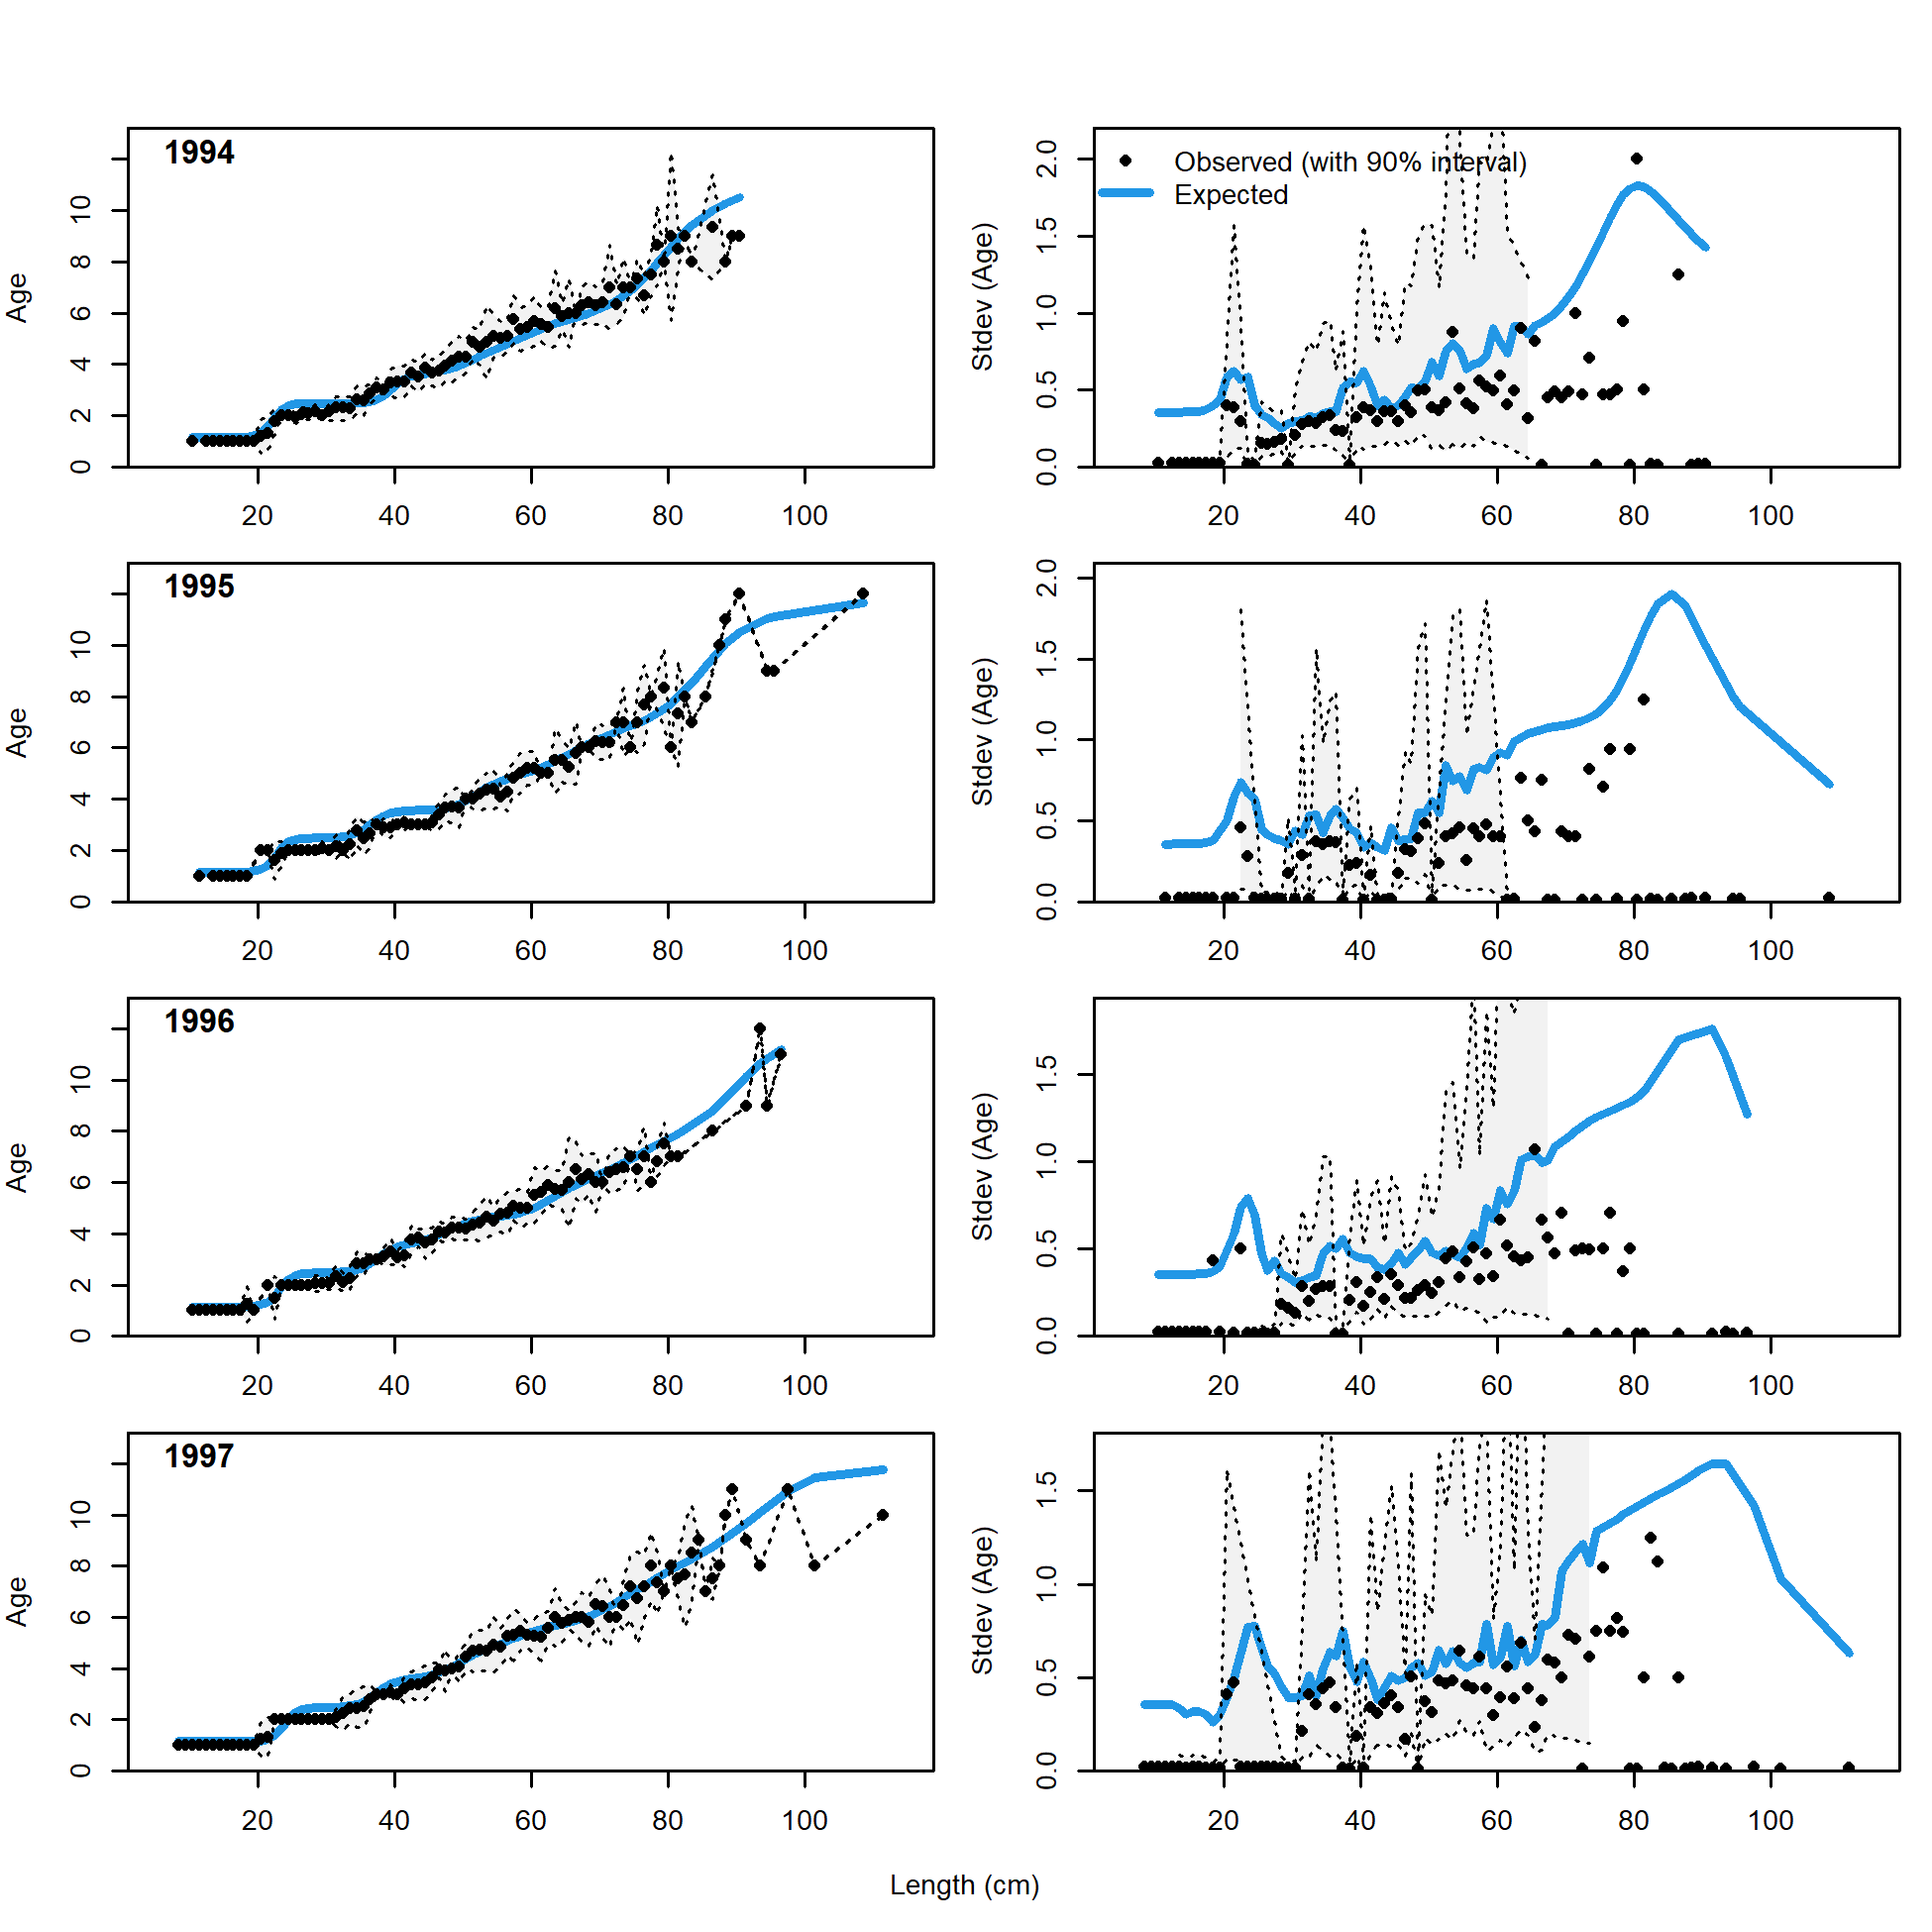 1994
Age
0 2 4 6 8 10
20 40 60 80 100
Observed (with 90% interval)
Expected
Stdev (Age)
0.0 0.5 1.0 1.5 2.0
20 40 60 80 100
1995
Age
0 2 4 6 8 10
20 40 60 80 100
Stdev (Age)
0.0 0.5 1.0 1.5 2.0
20 40 60 80 100
1996
Age
0 2 4 6 8 10
20 40 60 80 100
Stdev (Age)
0.0 0.5 1.0 1.5
20 40 60 80 100
1997
Age
0 2 4 6 8 10
20 40 60 80 100
Stdev (Age)
0.0 0.5 1.0 1.5
20 40 60 80 100
Length (cm)